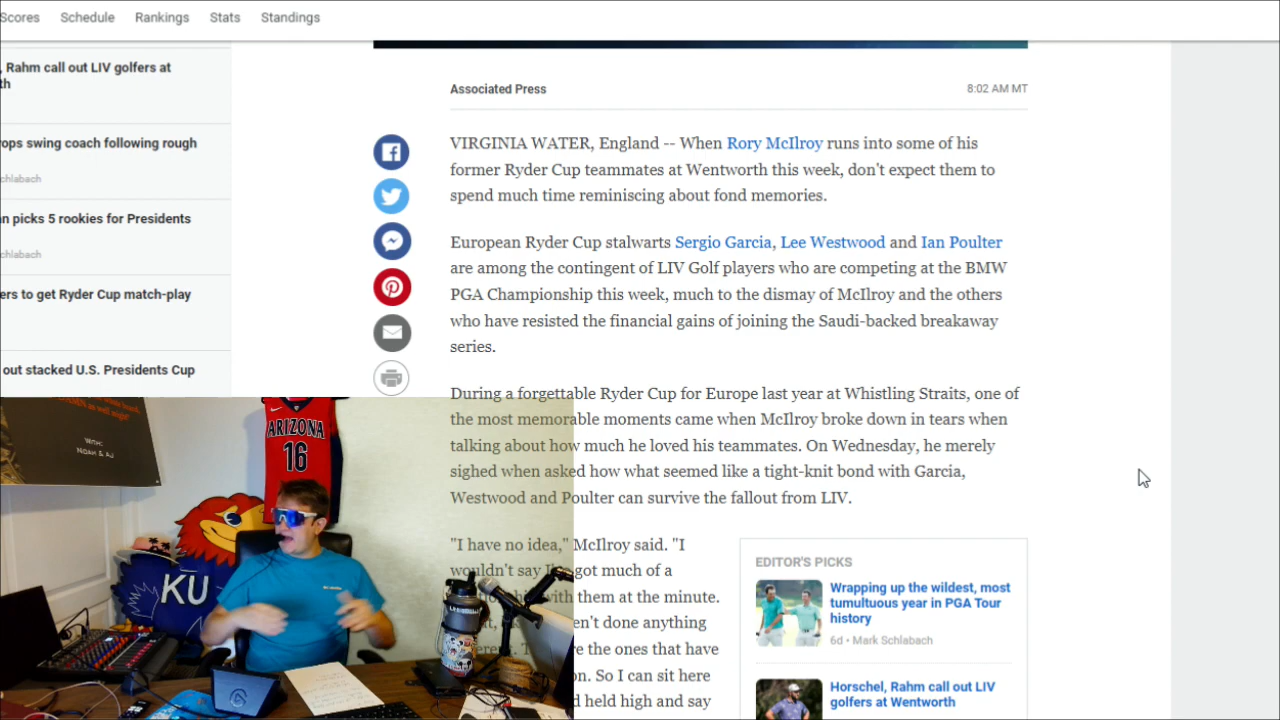 Scores Schedule Rankings Stats Standings
, Rahm call out LIV golfers at
th
ops swing coach following rough
chlabach
n picks 5 rookies for Presidents
chlabach
ers to get Ryder Cup match-play
out stacked U.S. Presidents Cup
Associated Press
8:02 AM MT
VIRGINIA WATER, England -- When Rory McIlroy runs into some of his
former Ryder Cup teammates at Wentworth this week, don't expect them to
spend much time reminiscing about fond memories.
European Ryder Cup stalwarts Sergio Garcia, Lee Westwood and Ian Poulter
are among the contingent of LIV Golf players who are competing at the BMW
PGA Championship this week, much to the dismay of McIlroy and the others
who have resisted the financial gains of joining the Saudi-backed breakaway
series.
During a forgettable Ryder Cup for Europe last year at Whistling Straits, one of
the most memorable moments came when McIlroy broke down in tears when
talking about how much he loved his teammates. On Wednesday, he merely
sighed when asked how what seemed like a tight-knit bond with Garcia,
Westwood and Poulter can survive the fallout from LIV.
"I have no idea," McIlroy said. "I
wouldn't say I've got much of a
with them at the minute.
en't done anything
re the ones that have
on. So I can sit here
d held high and say
EDITOR'S PICKS
Wrapping up the wildest, most
tumultuous year in PGA Tour
history
6d • Mark Schlabach
Horschel, Rahm call out LIV
golfers at Wentworth
as well
WITH:
NOAH & AJ
ARIZONA
16
KU